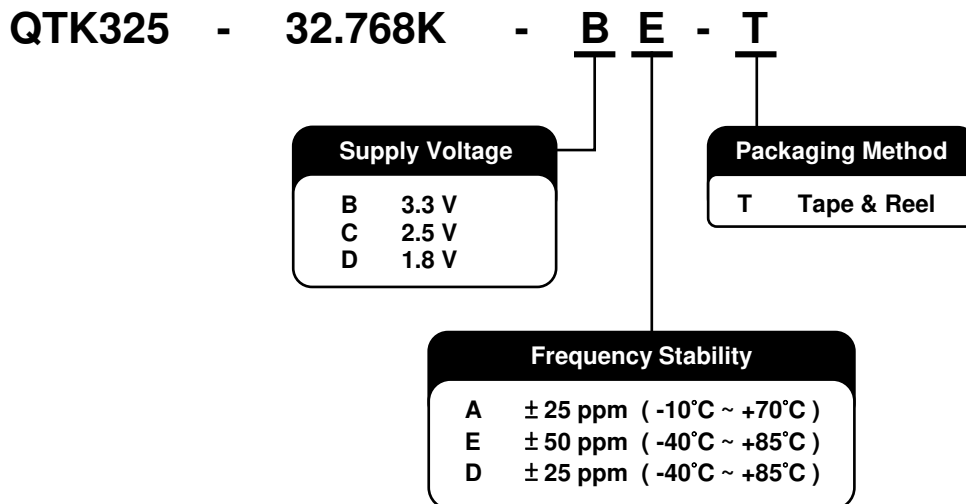 QTK325 - 32.768K - B E - T
Supply Voltage
B 3.3 V
C 2.5 V
D 1.8 V
Packaging Method
T Tape & Reel
Frequency Stability
A ± 25 ppm ( -10°C ~ +70°C )
E ± 50 ppm ( -40°C ~ +85°C )
D ± 25 ppm ( -40°C ~ +85°C )